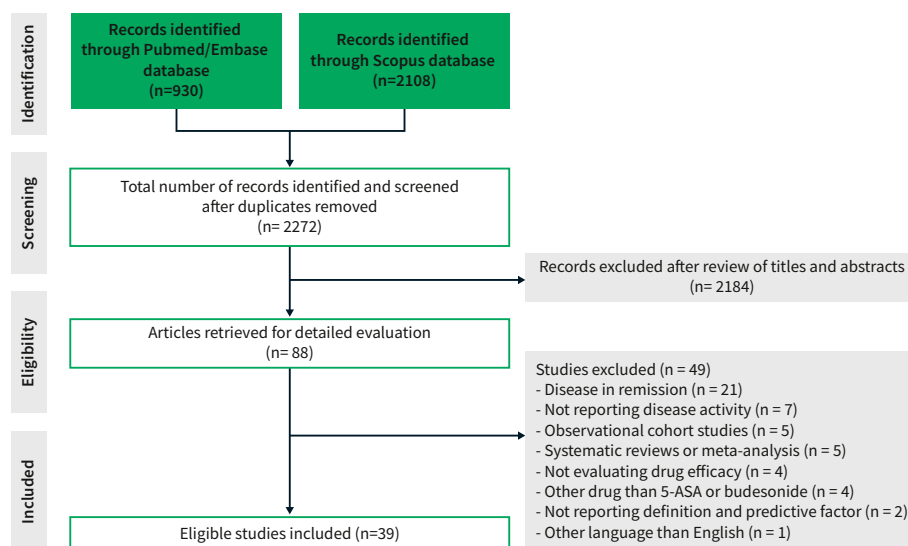 Identification
Records identified
through Pubmed/Embase
database
(n=930)
Records identified
through Scopus database
(n=2108)
Screening
Total number of records identified and screened
after duplicates removed
(n= 2272)
Records excluded after review of titles and abstracts
(n= 2184)
Eligibility
Articles retrieved for detailed evaluation
(n= 88)
Studies excluded (n = 49)
- Disease in remission (n = 21)
- Not reporting disease activity (n = 7)
- Observational cohort studies (n = 5)
- Systematic reviews or meta-analysis (n = 5)
- Not evaluating drug efficacy (n = 4)
- Other drug than 5-ASA or budesonide (n = 4)
- Not reporting definition and predictive factor (n = 2)
- Other language than English (n = 1)
Included
Eligible studies included (n=39)